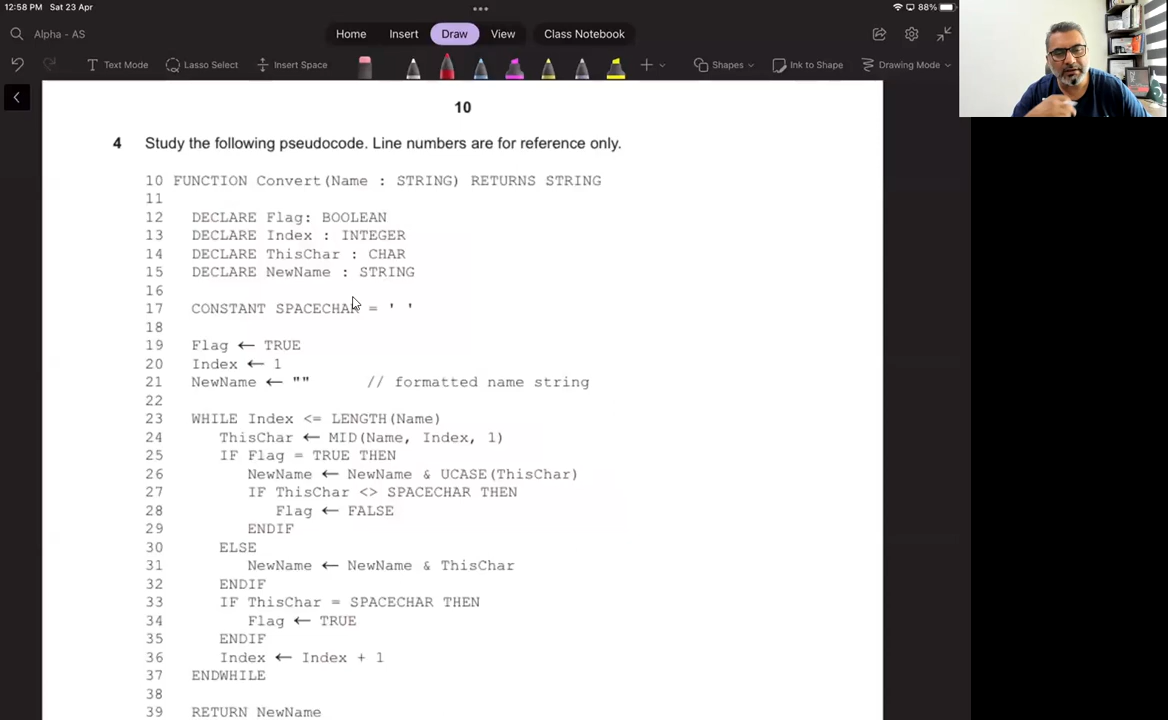 12:58 PM Sat 23 Apr
88%
Alpha - AS
Home Insert Draw View Class Notebook
Text Mode Lasso Select Insert Space Shapes Ink to Shape Drawing Mode
10
4 Study the following pseudocode. Line numbers are for reference only.
10 FUNCTION Convert(Name : STRING) RETURNS STRING
11
12 DECLARE Flag: BOOLEAN
13 DECLARE Index : INTEGER
14 DECLARE ThisChar : CHAR
15 DECLARE NewName : STRING
16
17 CONSTANT SPACECHAR = ' '
18
19 Flag ← TRUE
20 Index ← 1
21 NewName ← "" // formatted name string
22
23 WHILE Index <= LENGTH(Name)
24 ThisChar ← MID(Name, Index, 1)
25 IF Flag = TRUE THEN
26 NewName ← NewName & UCASE(ThisChar)
27 IF ThisChar <> SPACECHAR THEN
28 Flag ← FALSE
29 ENDIF
30 ELSE
31 NewName ← NewName & ThisChar
32 ENDIF
33 IF ThisChar = SPACECHAR THEN
34 Flag ← TRUE
35 ENDIF
36 Index ← Index + 1
37 ENDWHILE
38
39 RETURN NewName